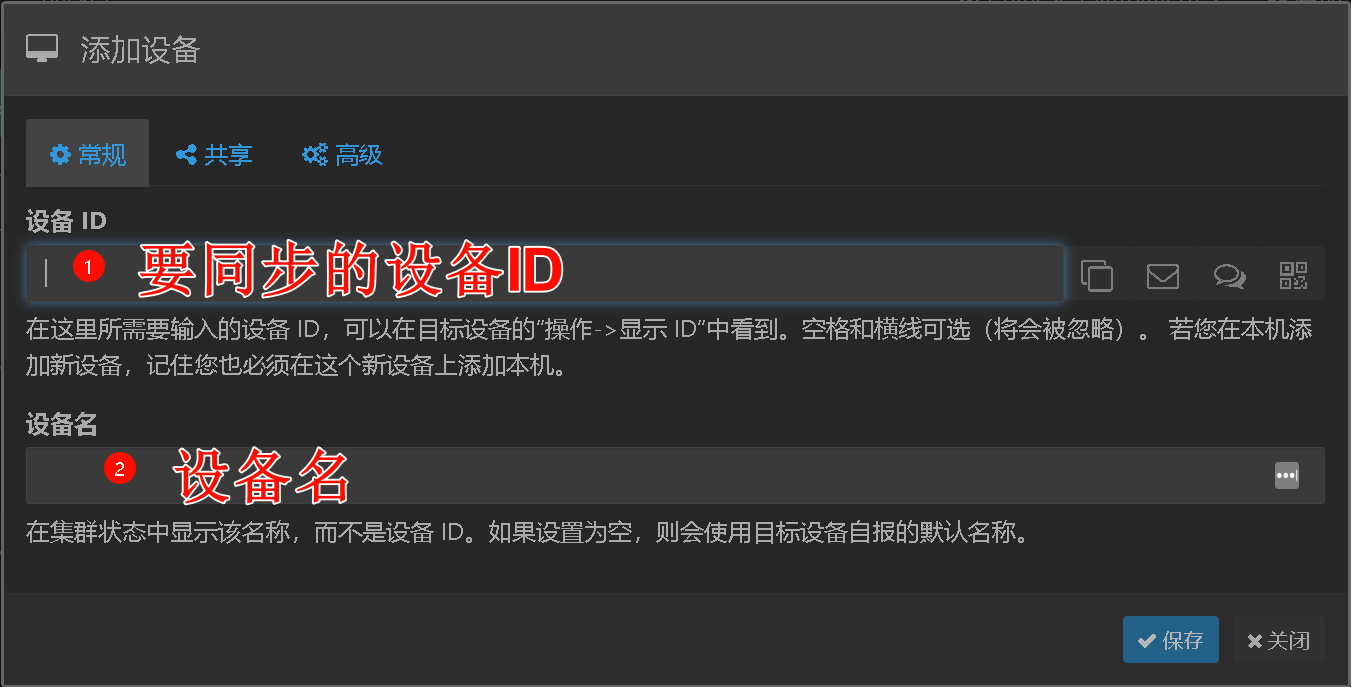 添加设备
常规 共享 高级
设备 ID
1 要同步的设备ID
在这里所需要输入的设备 ID，可以在目标设备的"操作->显示 ID"中看到。空格和横线可选（将会被忽略）。 若您在本机添
加新设备，记住您也必须在这个新设备上添加本机。
设备名
2 设备名
在集群状态中显示该名称，而不是设备 ID。如果设置为空，则会使用目标设备自报的默认名称。
保存 关闭